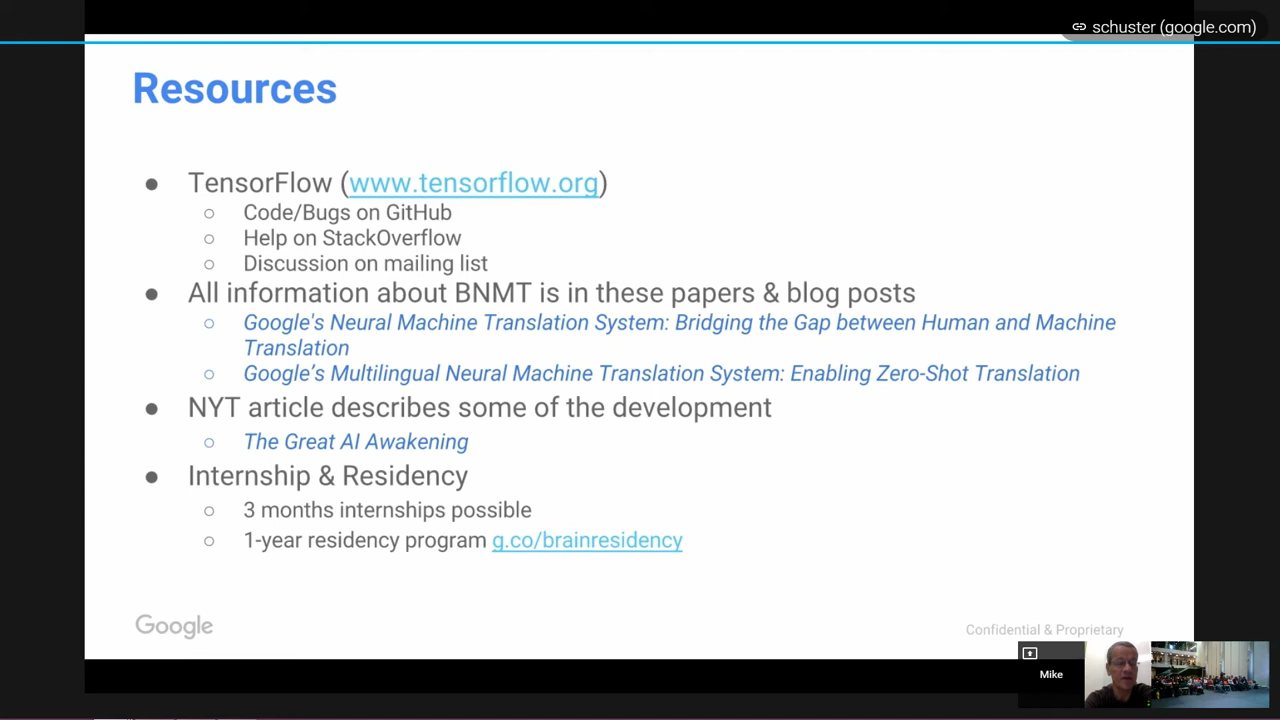 schuster (google.com)
Resources
● TensorFlow (www.tensorflow.org)
○ Code/Bugs on GitHub
○ Help on StackOverflow
○ Discussion on mailing list
● All information about BNMT is in these papers & blog posts
○ Google's Neural Machine Translation System: Bridging the Gap between Human and Machine
Translation
○ Google’s Multilingual Neural Machine Translation System: Enabling Zero-Shot Translation
● NYT article describes some of the development
○ The Great AI Awakening
● Internship & Residency
○ 3 months internships possible
○ 1-year residency program g.co/brainresidency
Google
Confidential & Proprietary
Mike